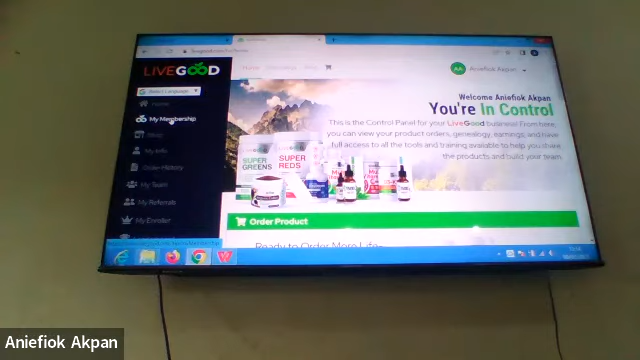 LIVEGOOD
Select Language
Home
My Membership
Shop
My Info
Order History
My Team
My Referrals
My Enroller
Aniefiok Akpan
Welcome Aniefiok Akpan
You're In Control
This is the Control Panel for your LiveGood business! From here,
you can view your product orders, genealogy, earnings, and have
full access to all the tools and training available to help you share
the products and build your team.
SUPER
GREENS
SUPER
REDS
Order Product
Ready to Order More Life-
Aniefiok Akpan